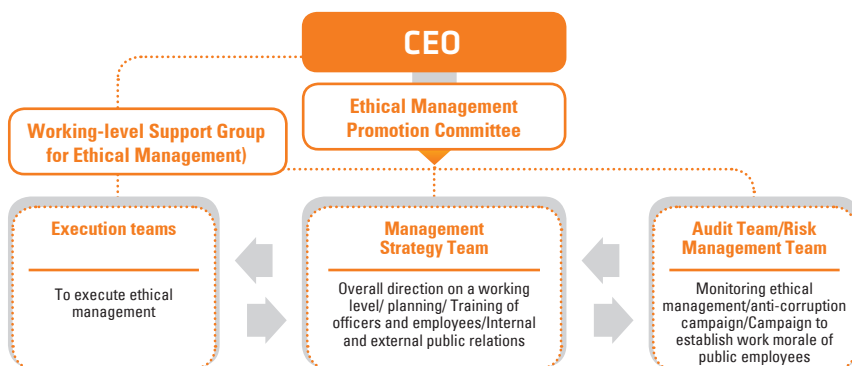 CEO
Ethical Management
Promotion Committee
Working-level Support Group
for Ethical Management)
Execution teams
To execute ethical
management
Management
Strategy Team
Overall direction on a working
level/ planning/ Training of
officers and employees/Internal
and external public relations
Audit Team/Risk
Management Team
Monitoring ethical
management/anti-corruption
campaign/Campaign to
establish work morale of
public employees